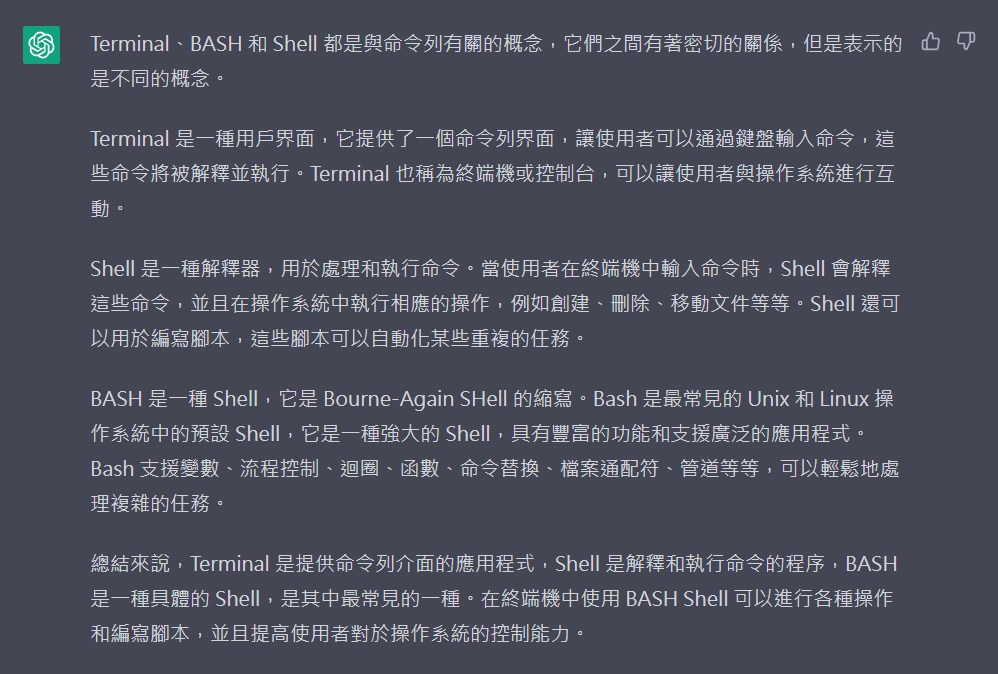 Terminal、BASH 和 Shell 都是與命令列有關的概念，它們之間有著密切的關係，但是表示的
是不同的概念。
Terminal 是一種用戶界面，它提供了一個命令列界面，讓使用者可以通過鍵盤輸入命令，這
些命令將被解釋並執行。Terminal 也稱為終端機或控制台，可以讓使用者與操作系統進行互
動。
Shell 是一種解釋器，用於處理和執行命令。當使用者在終端機中輸入命令時，Shell 會解釋
這些命令，並且在操作系統中執行相應的操作，例如創建、刪除、移動文件等等。Shell 還可
以用於編寫腳本，這些腳本可以自動化某些重複的任務。
BASH 是一種 Shell，它是 Bourne-Again SHell 的縮寫。Bash 是最常見的 Unix 和 Linux 操
作系統中的預設 Shell，它是一種強大的 Shell，具有豐富的功能和支援廣泛的應用程式。
Bash 支援變數、流程控制、迴圈、函數、命令替換、檔案通配符、管道等等，可以輕鬆地處
理複雜的任務。
總結來說，Terminal 是提供命令列介面的應用程式，Shell 是解釋和執行命令的程序，BASH
是一種具體的 Shell，是其中最常見的一種。在終端機中使用 BASH Shell 可以進行各種操作
和編寫腳本，並且提高使用者對於操作系統的控制能力。